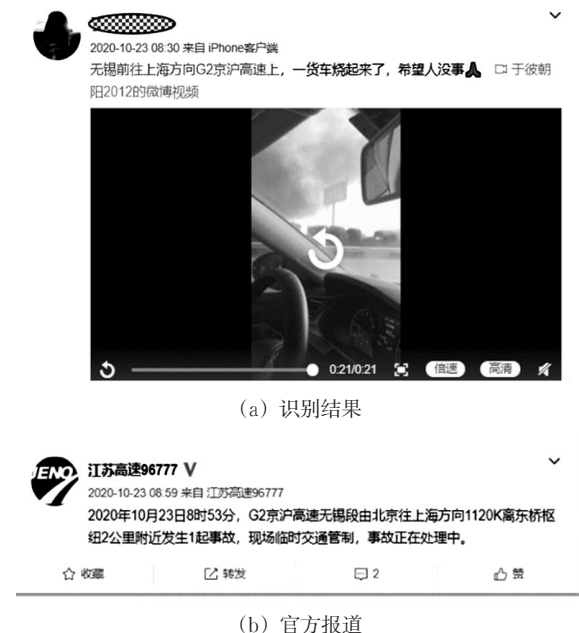 2020-10-23 08:30 来自 iPhone客户端
无锡前往上海方向G2京沪高速上，一货车烧起来了，希望人没事 于彼朝
阳2012的微博视频
0:21/0:21 倍速 高清
（a）识别结果
JENO 江苏高速96777 V
2020-10-23 08:59 来自 江苏高速96777
2020年10月23日8时53分，G2京沪高速无锡段由北京往上海方向1120K离东桥枢
纽2公里附近发生1起事故，现场临时交通管制，事故正在处理中。
收藏 转发 2 赞
（b）官方报道